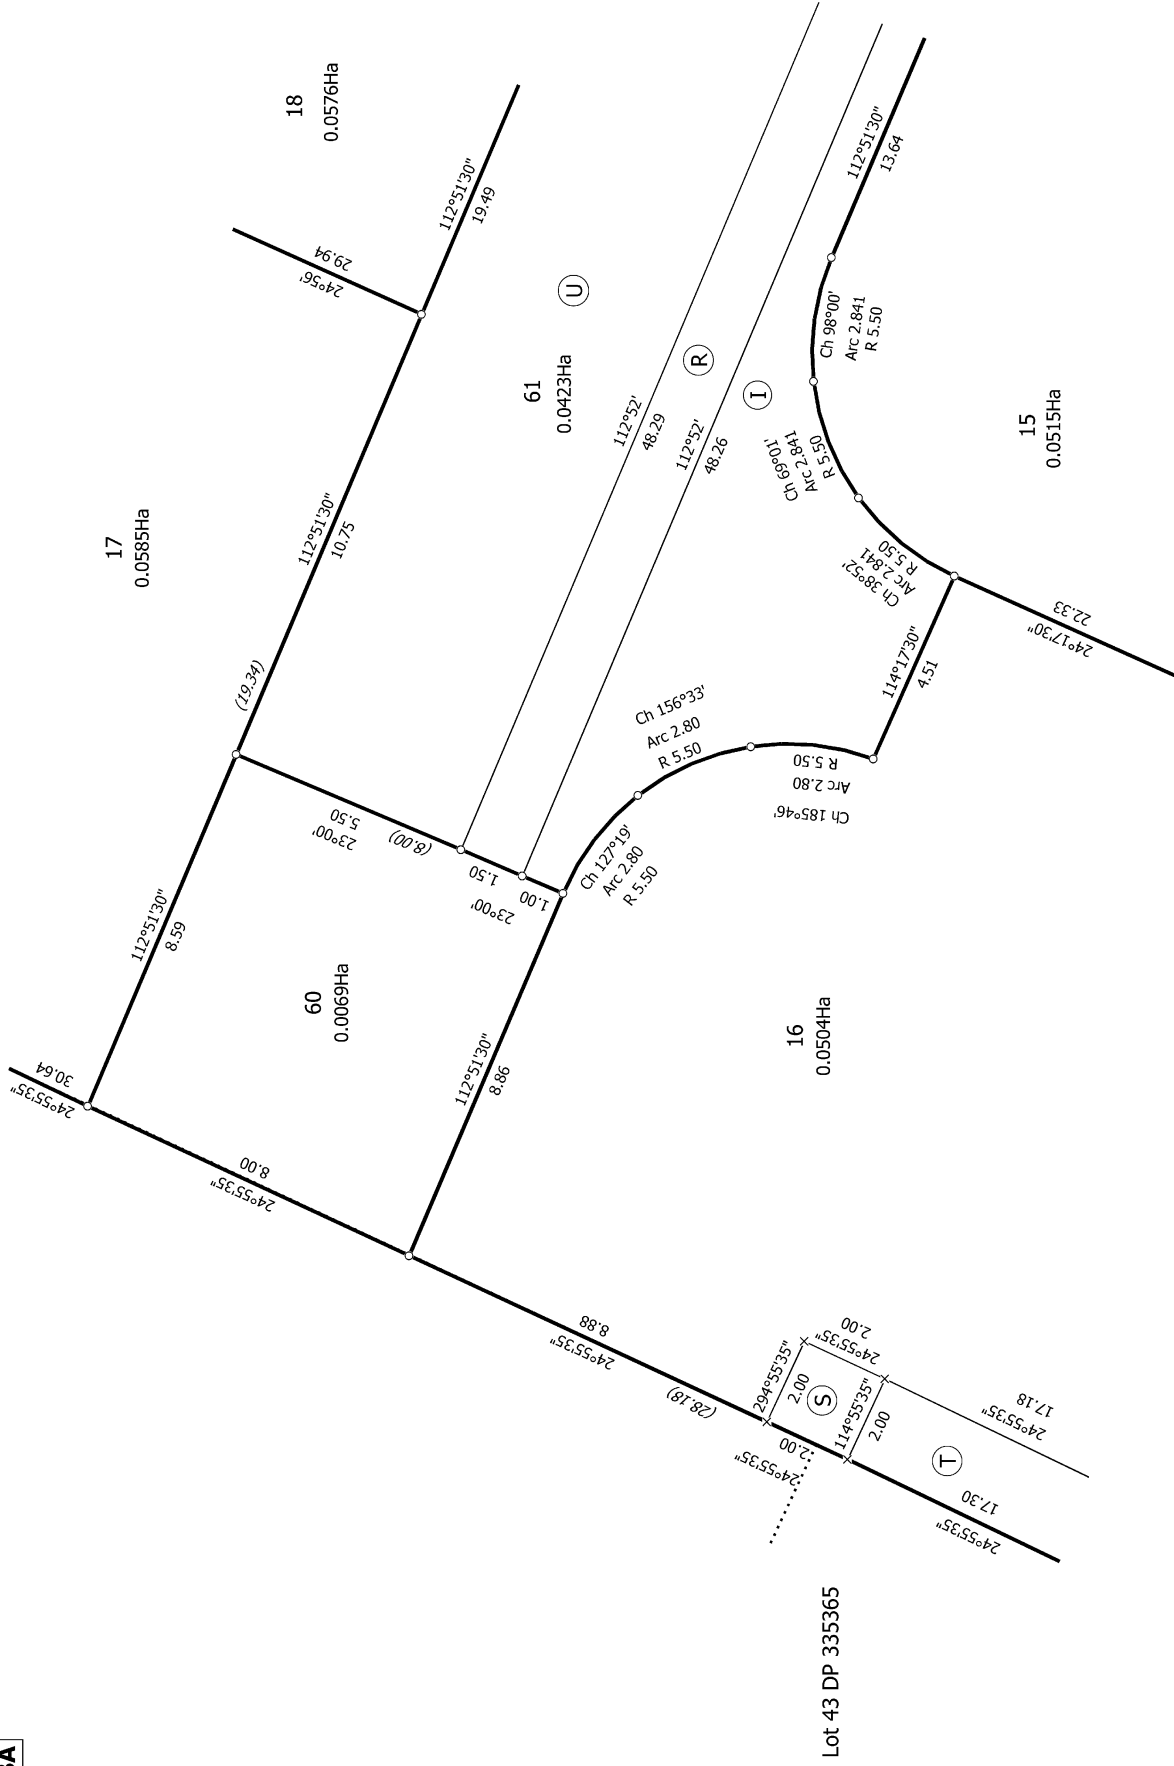 18
0.0576Ha
112°51'30"
19.49
29.94
24°56'
112°51'30"
13.64
U
R
I
61
0.0423Ha
17
0.0585Ha
112°52'
48.29
112°52'
48.26
Ch 98°00'
Arc 2.841
R 5.50
Ch 69°01'
Arc 2.841
R 5.50
Ch 38°52'
Arc 2.841
R 5.50
15
0.0515Ha
112°51'30"
10.75
(19.34)
22.33
24°17'30"
114°17'30"
4.51
Ch 156°33'
Arc 2.80
R 5.50
R 5.50
Arc 2.80
Ch 185°46'
Ch 127°19'
Arc 2.80
R 5.50
5.50
23°00'
(8.00)
1.50
1.00
23°00'
112°51'30"
8.59
60
0.0069Ha
16
0.0504Ha
112°51'30"
8.86
30.64
24°55'35"
8.00
24°55'35"
8.88
24°55'35"
(28.18)
294°55'35"
2.00
2.00
24°55'35"
S
114°55'35"
2.00
2.00
24°55'35"
17.18
24°55'35"
T
17.30
24°55'35"
Lot 43 DP 335365